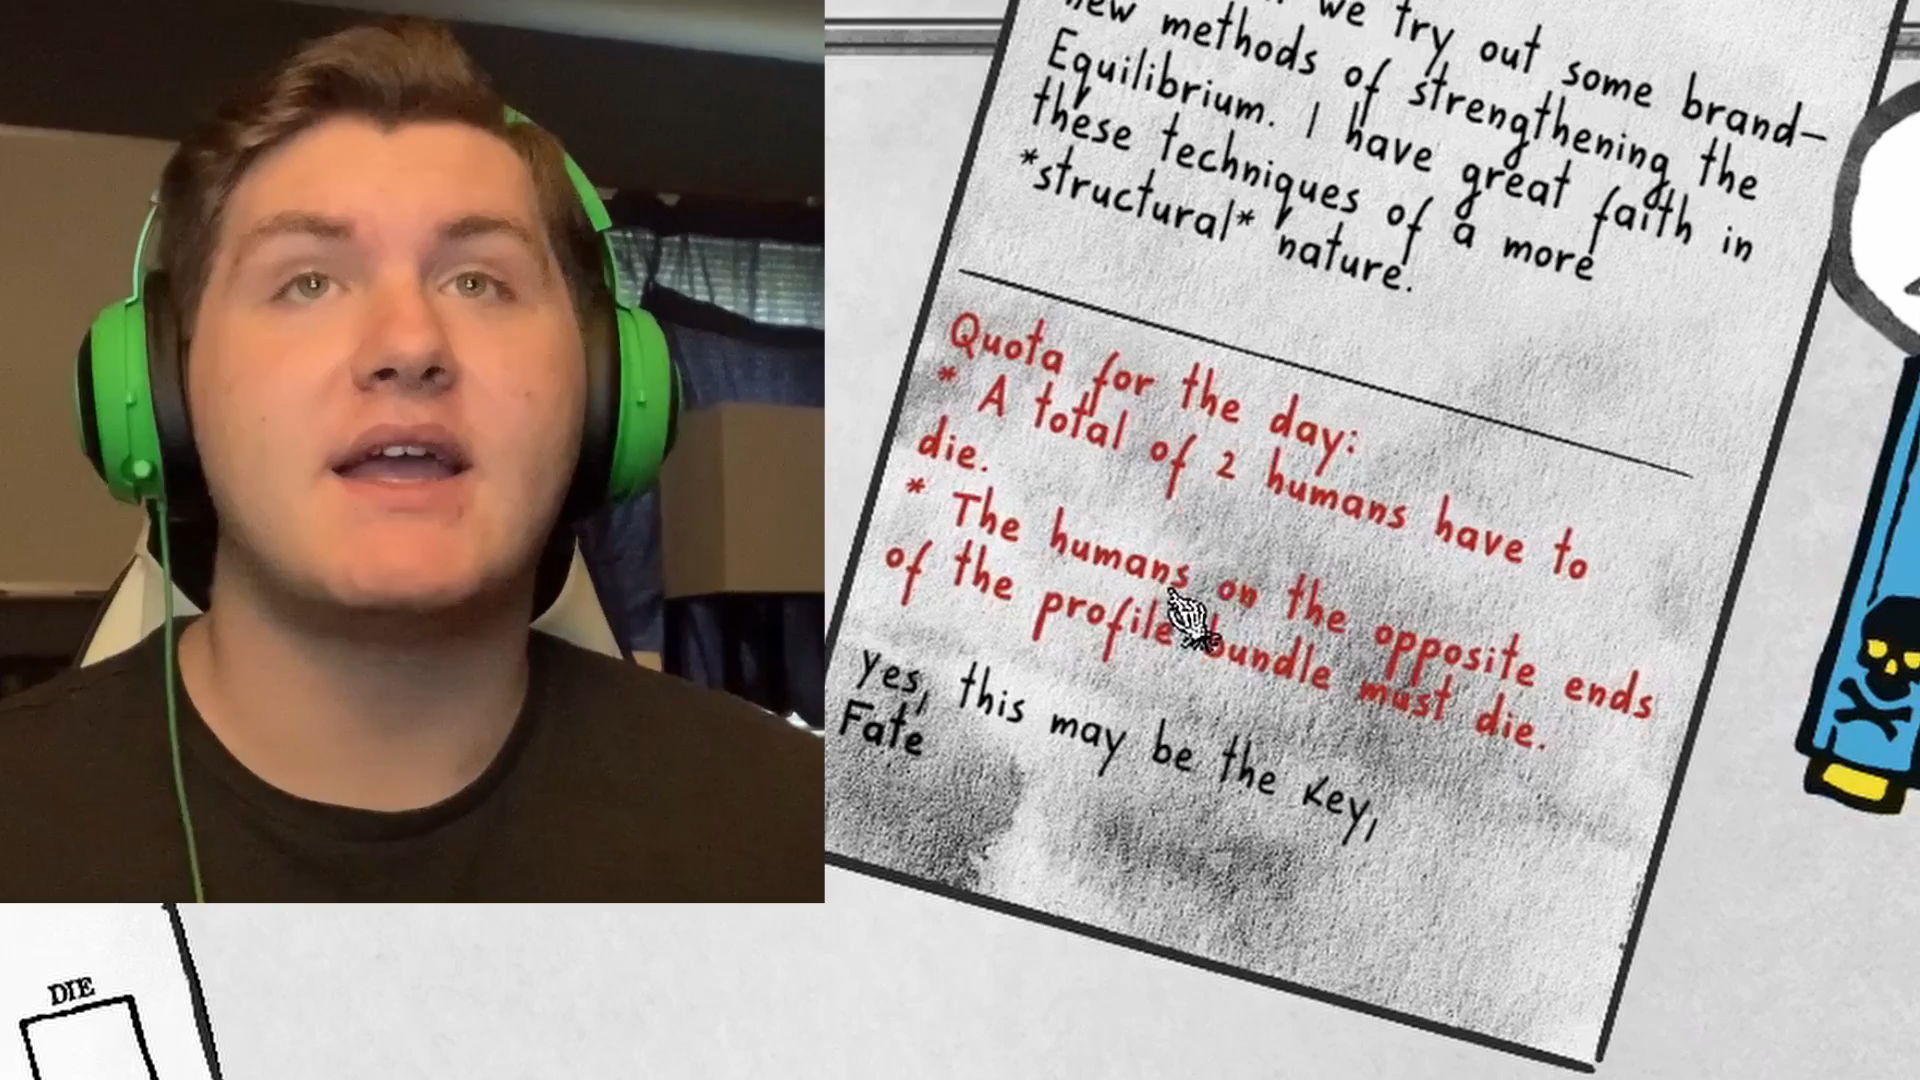 we try out some brand-
new methods of strengthening the
Equilibrium. I have great faith in
these techniques of a more
*structural* nature.
Quota for the day:
* A total of 2 humans have to
die.
* The humans on the opposite ends
of the profile bundle must die.
Yes, this may be the key,
Fate
DIE